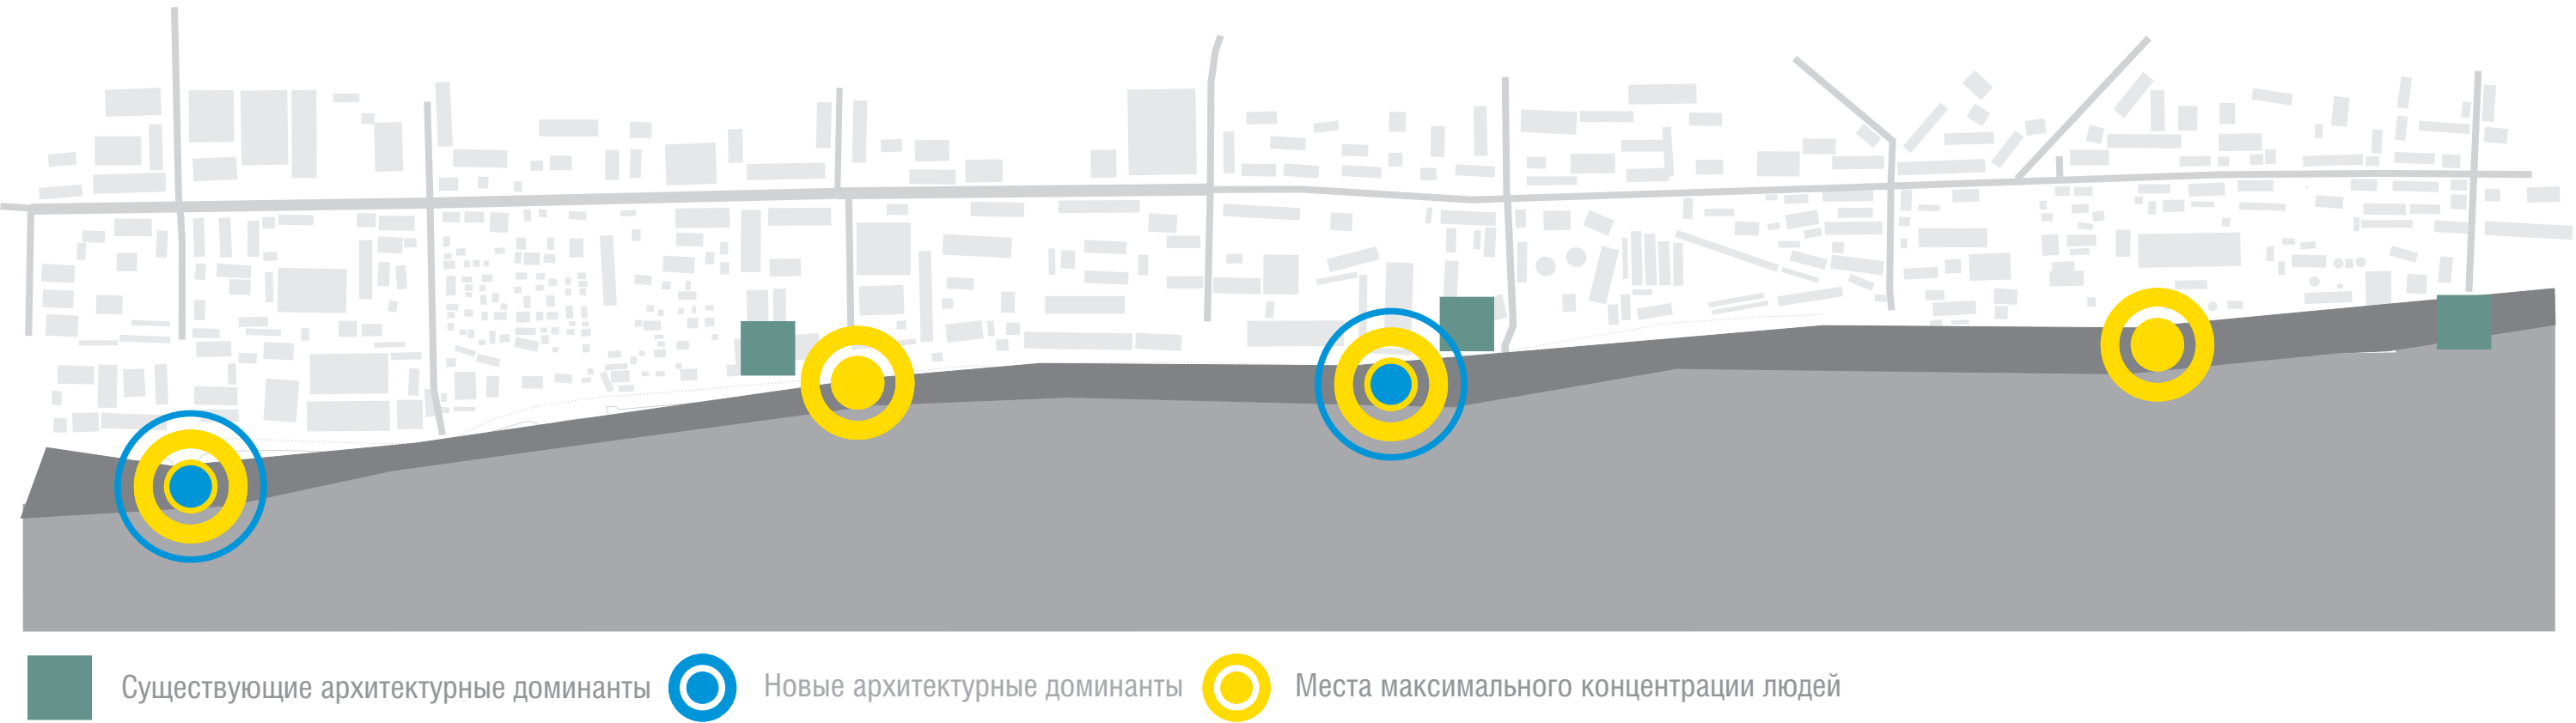 Существующие архитектурные доминанты
Новые архитектурные доминанты
Места максимального концентрации людей